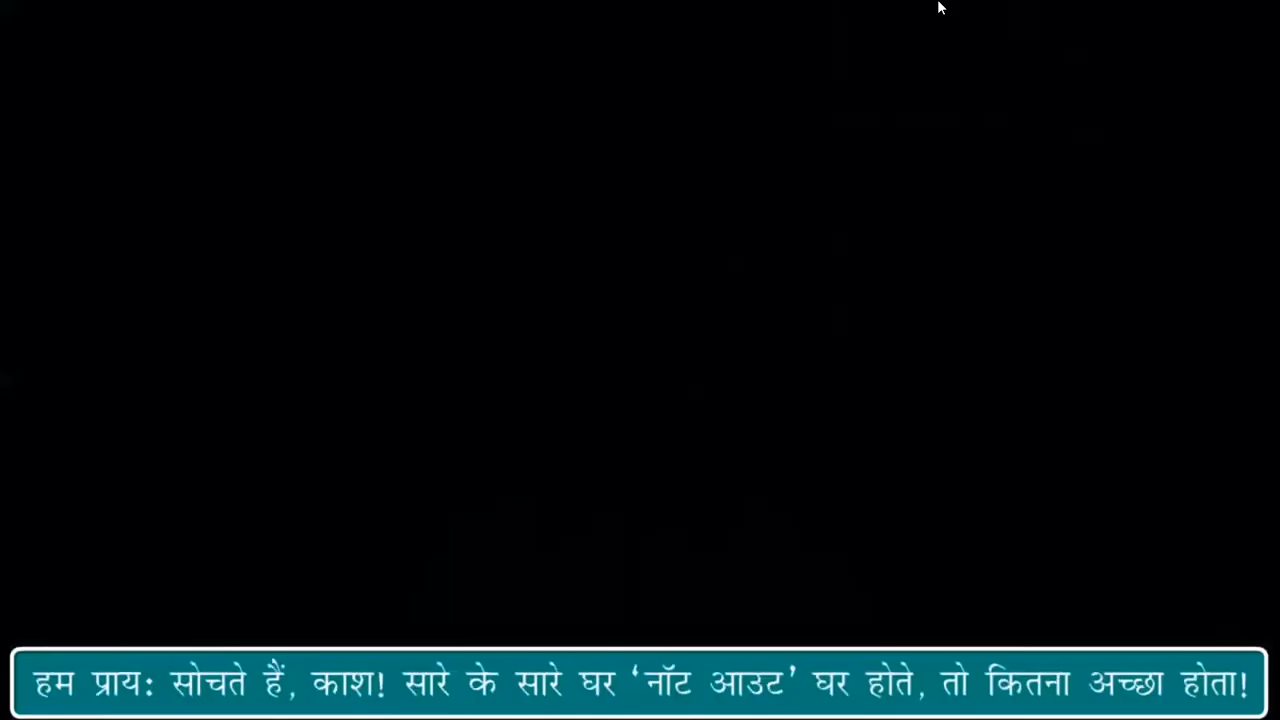 हम प्राय: सोचते हैं, काश! सारे के सारे घर ‘नॉट आउट’ घर होते, तो कितना अच्छा होता!